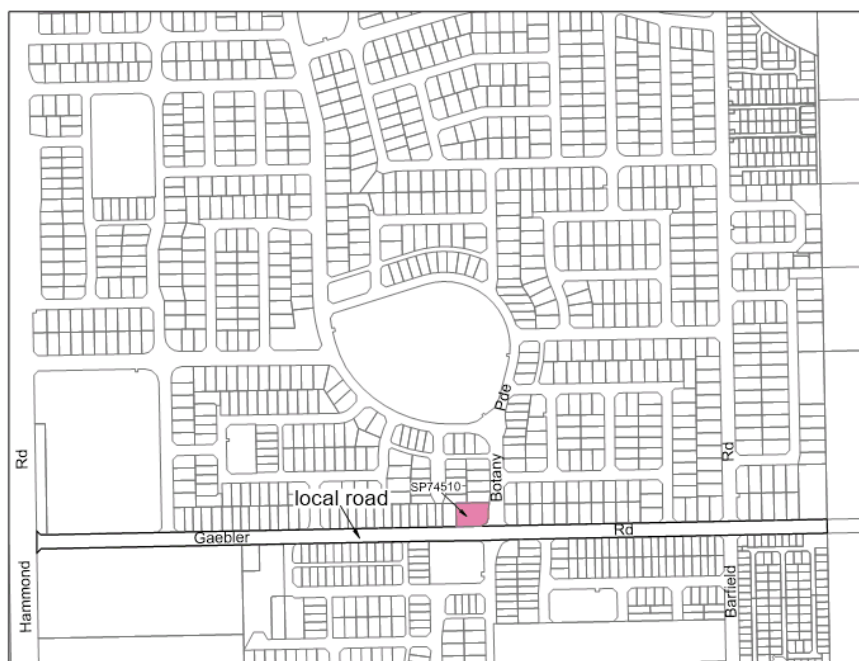 Pde
Rd
Rd
Botany
SP74510
local road
Gaebler
Rd
Hammond
Barfield